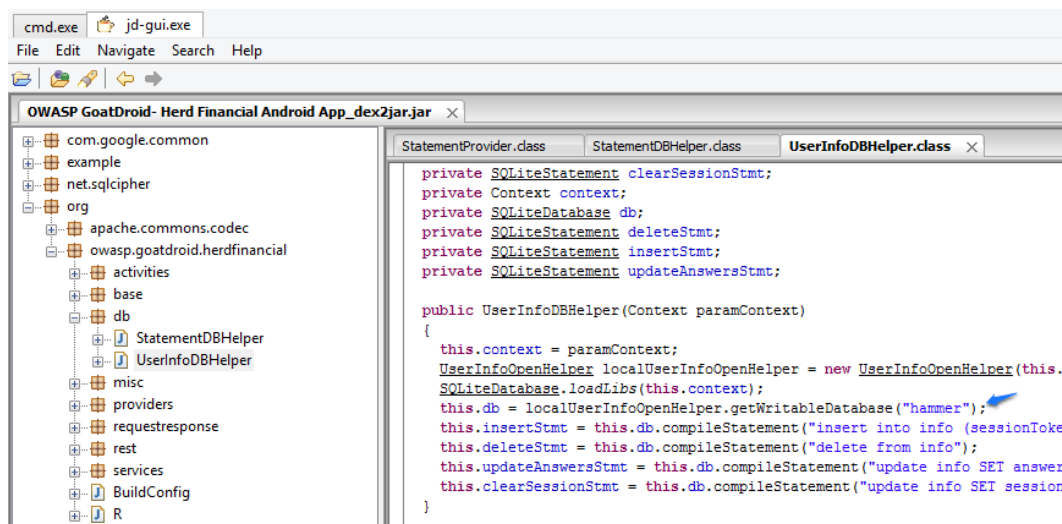 cmd.exe jd-gui.exe
File Edit Navigate Search Help
OWASP GoatDroid- Herd Financial Android App_dex2jar.jar
com.google.common
example
net.sqlcipher
org
apache.commons.codec
owasp.goatdroid.herdfinancial
activities
base
db
StatementDBHelper
UserInfoDBHelper
misc
providers
requestresponse
rest
services
BuildConfig
R
StatementProvider.class StatementDBHelper.class UserInfoDBHelper.class
private SQLiteStatement clearSessionStmt;
private Context context;
private SQLiteDatabase db;
private SQLiteStatement deleteStmt;
private SQLiteStatement insertStmt;
private SQLiteStatement updateAnswersStmt;
public UserInfoDBHelper(Context paramContext)
{
this.context = paramContext;
UserInfoOpenHelper localUserInfoOpenHelper = new UserInfoOpenHelper(this.
SQLiteDatabase.loadLibs(this.context);
this.db = localUserInfoOpenHelper.getWritableDatabase("hammer");
this.insertStmt = this.db.compileStatement("insert into info (sessionToke
this.deleteStmt = this.db.compileStatement("delete from info");
this.updateAnswersStmt = this.db.compileStatement("update info SET answer
this.clearSessionStmt = this.db.compileStatement("update info SET session
}